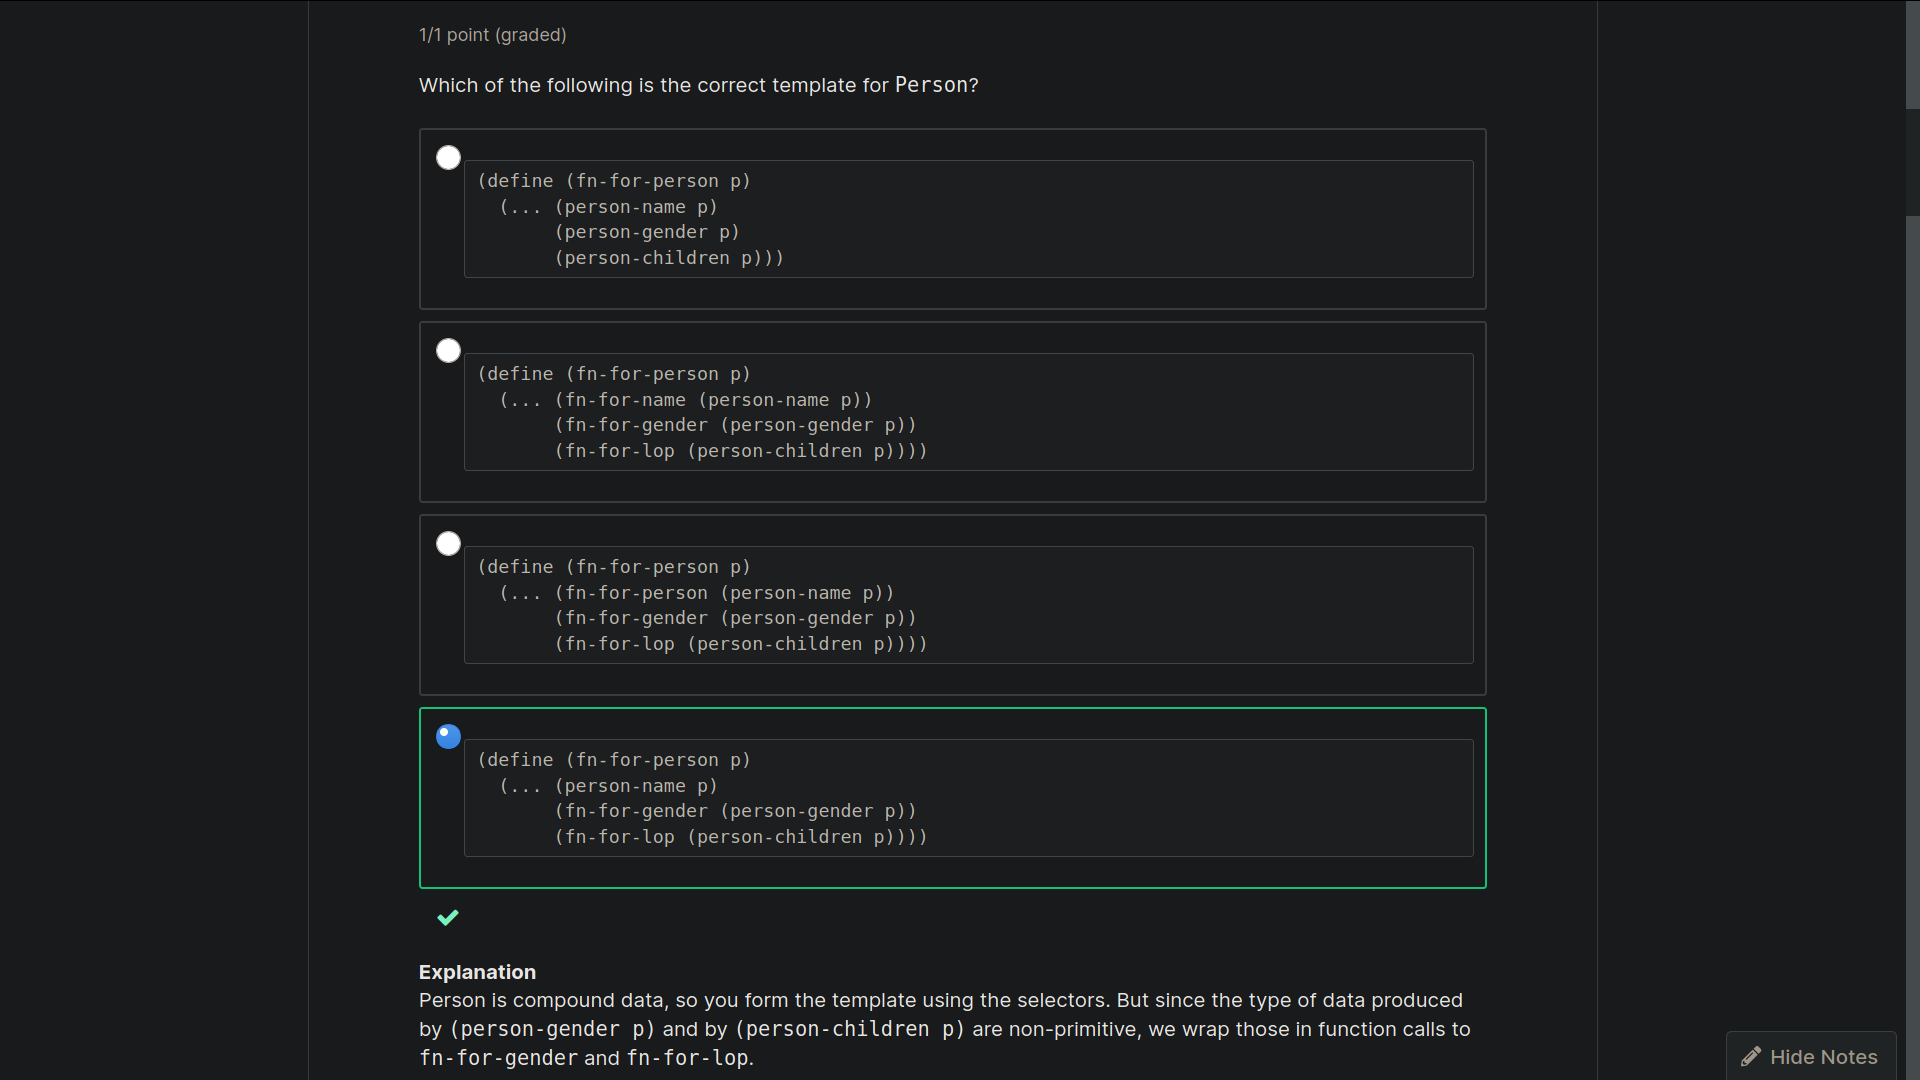 1/1 point (graded)
Which of the following is the correct template for Person?
(define (fn-for-person p)
  (... (person-name p)
       (person-gender p)
       (person-children p)))
(define (fn-for-person p)
  (... (fn-for-name (person-name p))
       (fn-for-gender (person-gender p))
       (fn-for-lop (person-children p))))
(define (fn-for-person p)
  (... (fn-for-person (person-name p))
       (fn-for-gender (person-gender p))
       (fn-for-lop (person-children p))))
(define (fn-for-person p)
  (... (person-name p)
       (fn-for-gender (person-gender p))
       (fn-for-lop (person-children p))))
Explanation
Person is compound data, so you form the template using the selectors. But since the type of data produced
by (person-gender p) and by (person-children p) are non-primitive, we wrap those in function calls to
fn-for-gender and fn-for-lop.
Hide Notes